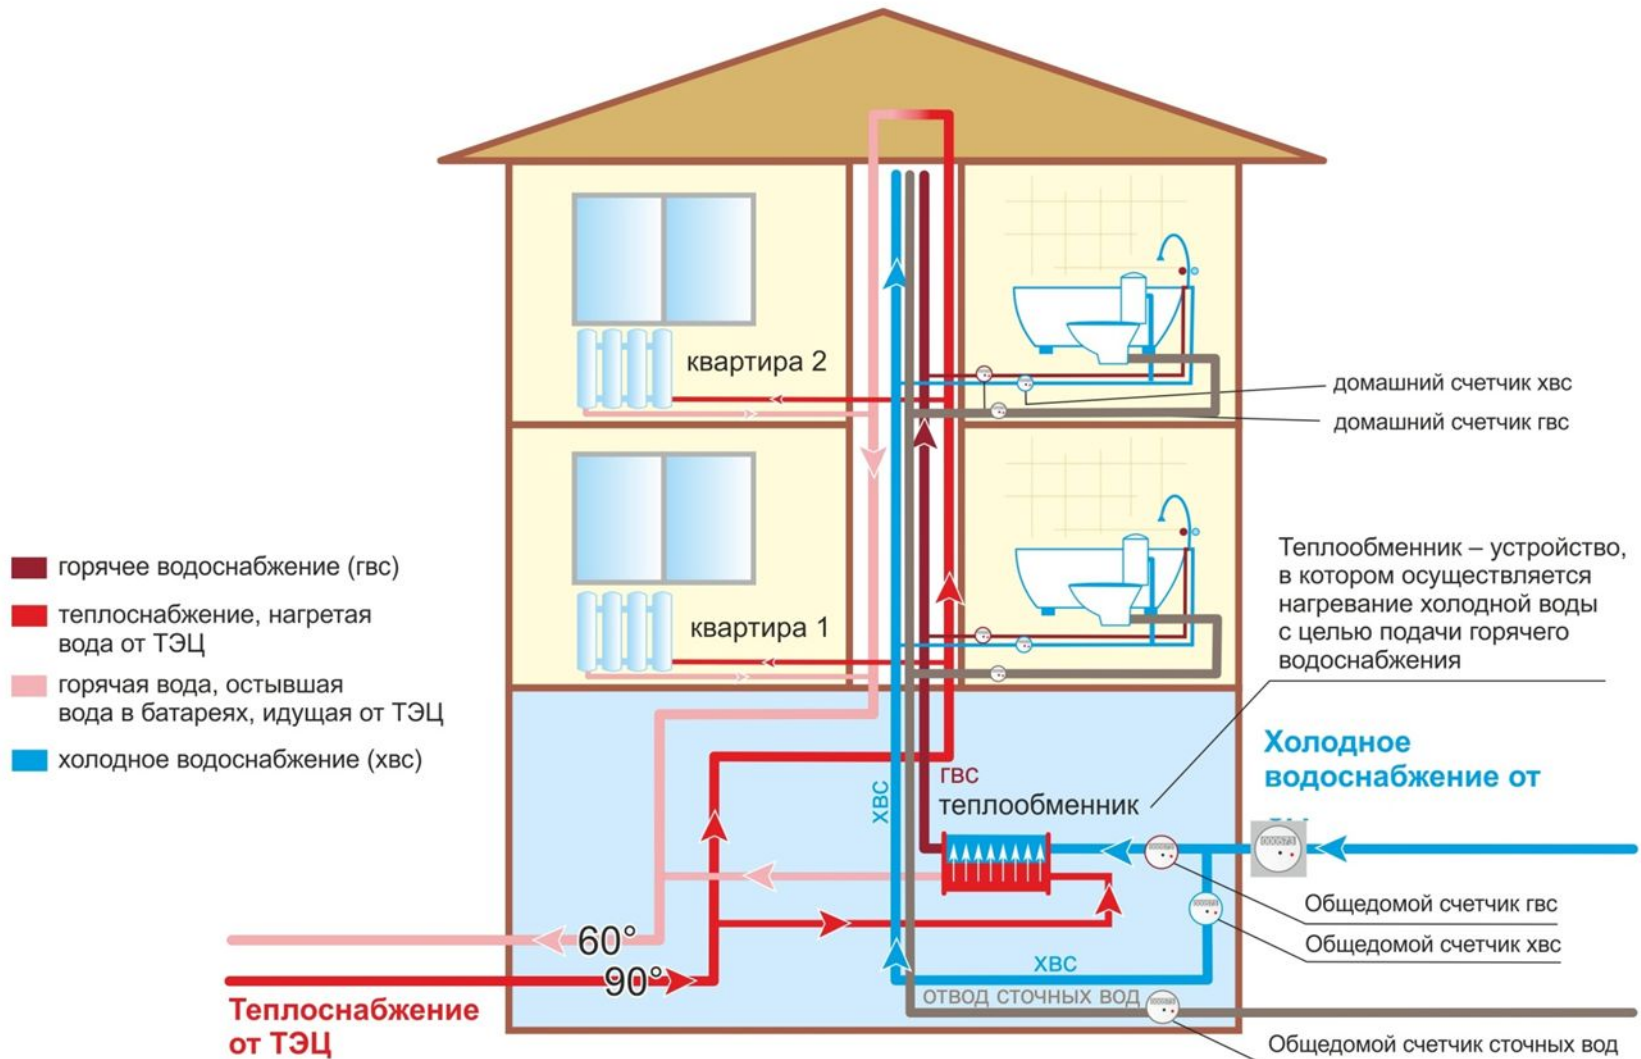 квартира 2
домашний счетчик хвс
домашний счетчик гвс
квартира 1
горячее водоснабжение (гвс)
теплоснабжение, нагретая
вода от ТЭЦ
горячая вода, остывшая
вода в батареях, идущая от ТЭЦ
холодное водоснабжение (хвс)
Теплообменник – устройство,
в котором осуществляется
нагревание холодной воды
с целью подачи горячего
водоснабжения
Холодное
водоснабжение от
гвс
теплообменник
хвс
Общедомой счетчик гвс
Общедомой счетчик хвс
60°
90°
хвс
отвод сточных вод
Теплоснабжение
от ТЭЦ
Общедомой счетчик сточных вод